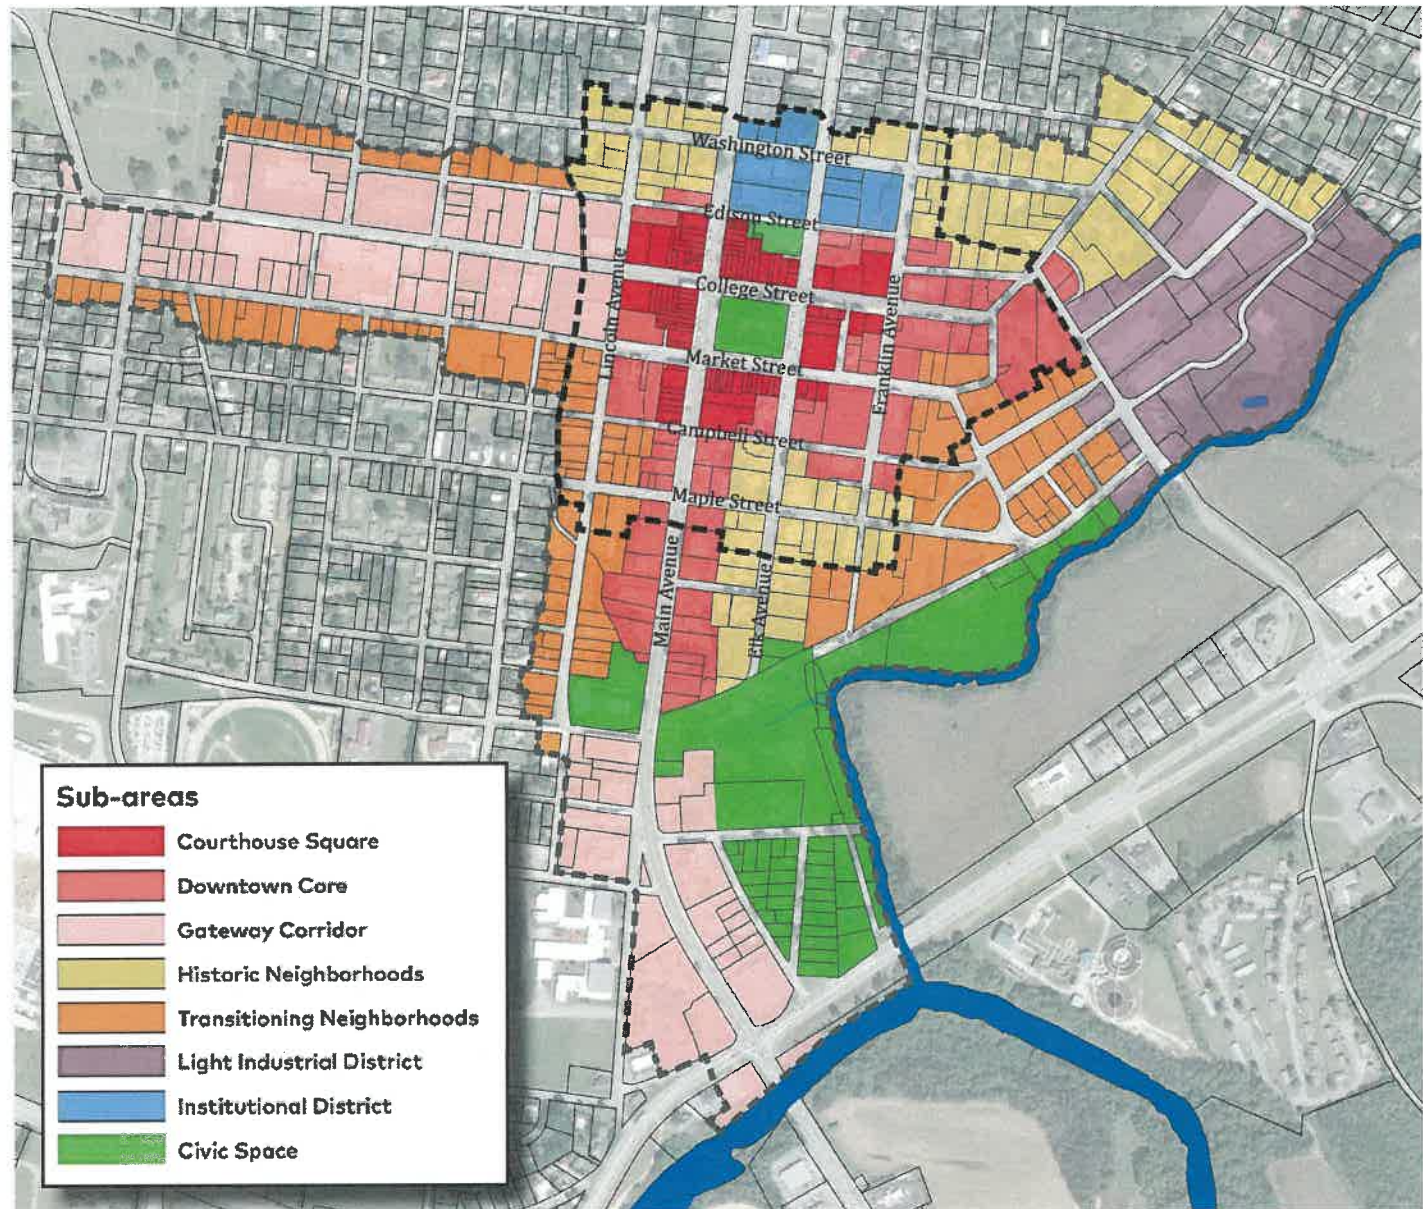 Washington Street
Edison Street
College Street
Market Street
Campbell Street
Maple Street
Lincoln Avenue
Franklin Avenue
Main Avenue
Elk Avenue
Sub-areas
Courthouse Square
Downtown Core
Gateway Corridor
Historic Neighborhoods
Transitioning Neighborhoods
Light Industrial District
Institutional District
Civic Space